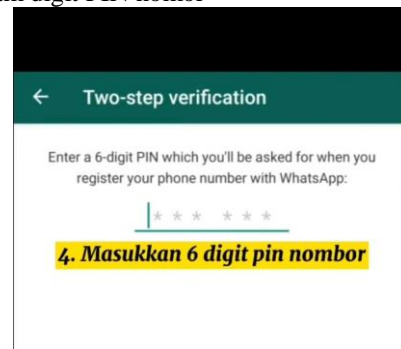 ← Two-step verification
Enter a 6-digit PIN which you'll be asked for when you
register your phone number with WhatsApp:
* * * * * *
4. Masukkan 6 digit pin nombor